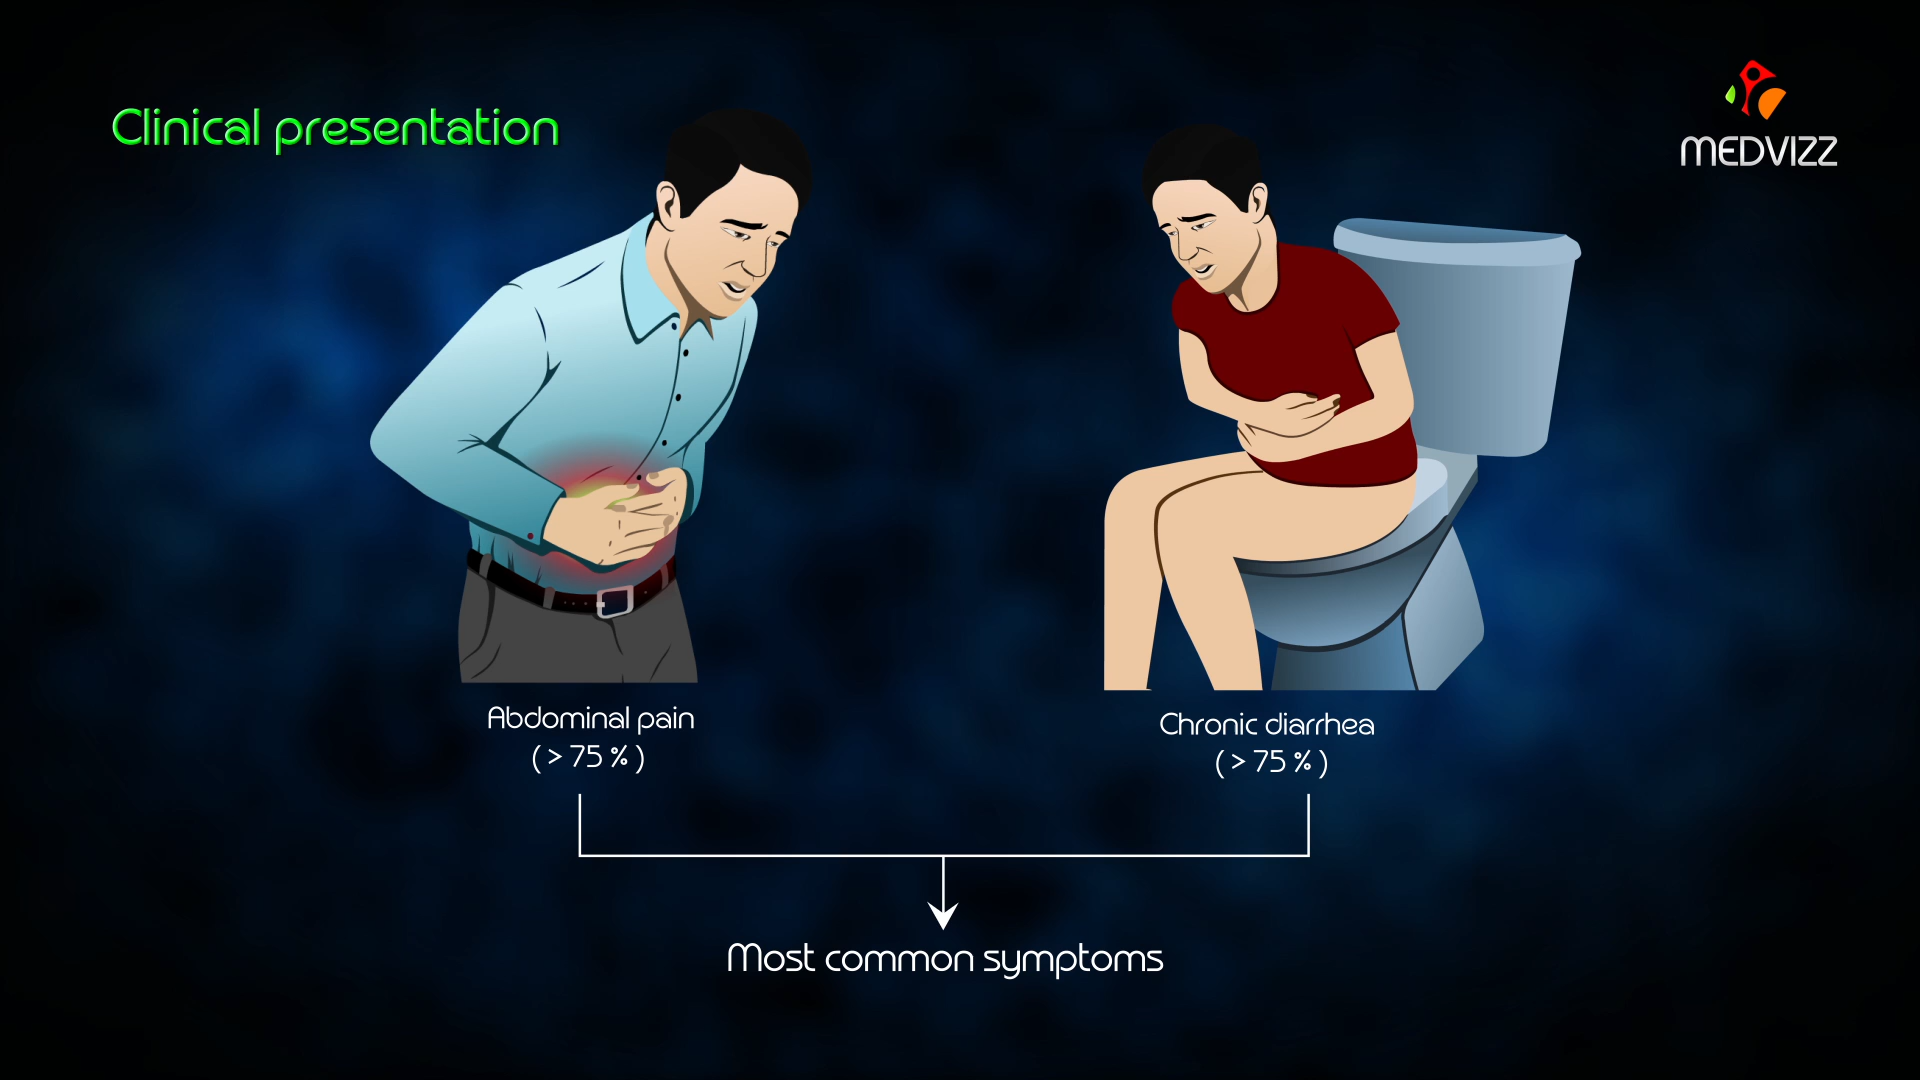 Clinical presentation
MEDVIZZ
Abdominal pain
( > 75 % )
Chronic diarrhea
( > 75 % )
Most common symptoms